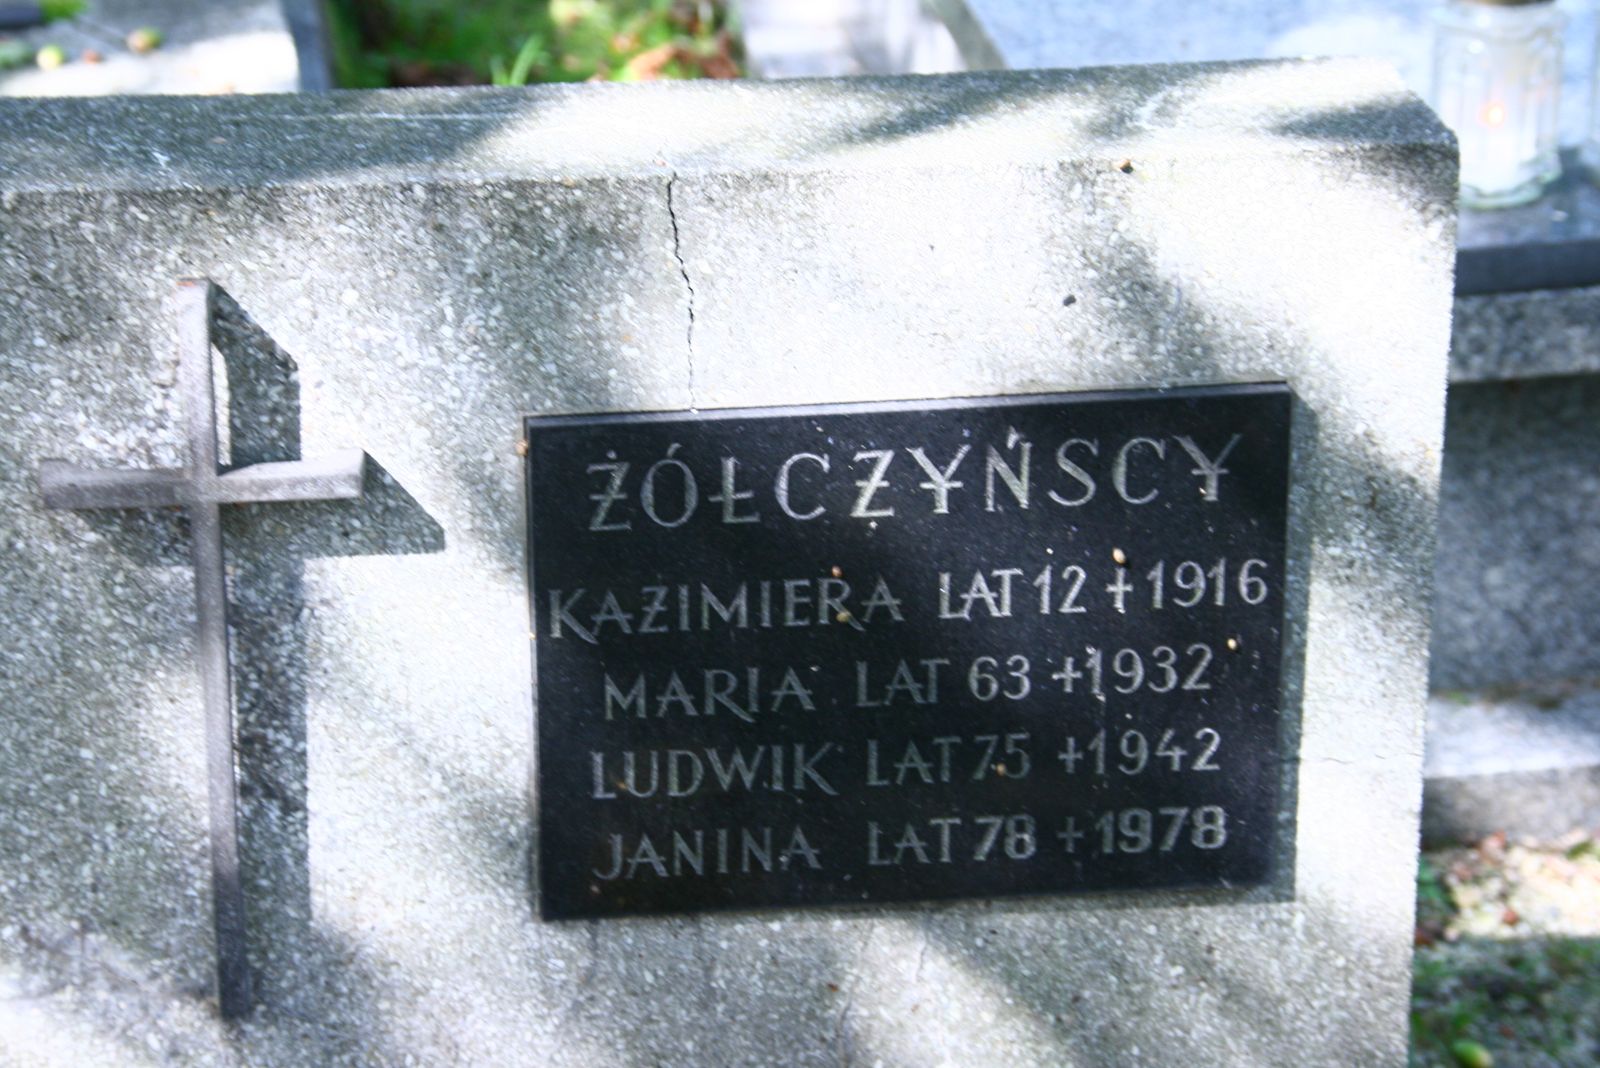 ŻÓŁCZYŃSCY
KAZIMIERA LAT 12 + 1916
MARIA LAT 63 + 1932
LUDWIK LAT 75 + 1942
JANINA LAT 78 + 1978